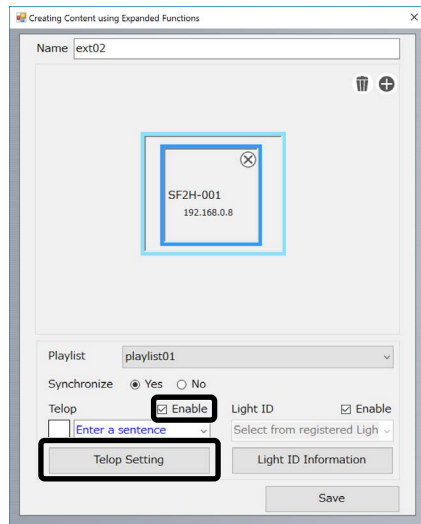 Creating Content using Expanded Functions
Name ext02
SF2H-001
192.168.0.8
Playlist playlist01
Synchronize Yes No
Telop Enable Light ID Enable
Enter a sentence Select from registered Ligh
Telop Setting Light ID Information
Save